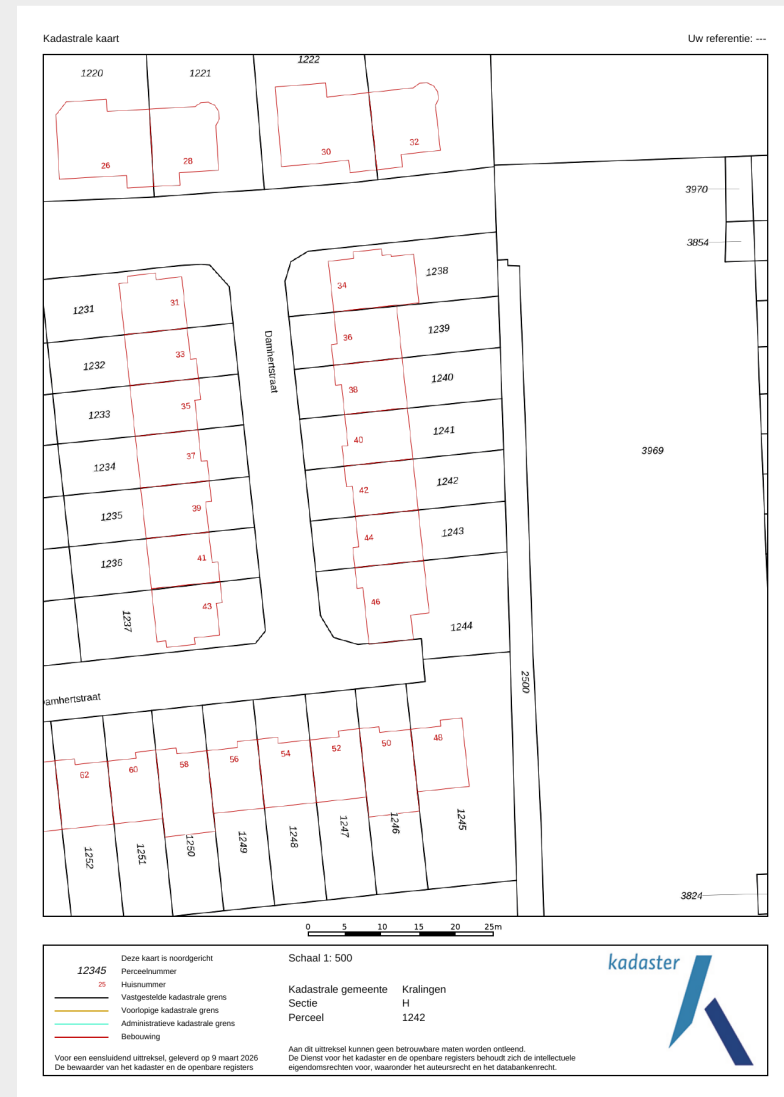 Kadastrale kaart
Uw referentie: ---
1222
1220
1221
26
28
30
32
3970
3854
1238
34
1231
31
1239
36
Damhertstraat
1232
33
1240
38
1233
35
1241
40
3969
1234
37
1242
42
1235
39
1243
44
1236
41
46
1237
43
1244
2500
amhertstraat
48
50
52
54
56
58
60
62
1245
1246
1247
1248
1249
1250
1251
1252
3824
0 5 10 15 20 25m
Deze kaart is noordgericht
12345 Perceelnummer
25 Huisnummer
Vastgestelde kadastrale grens
Voorlopige kadastrale grens
Administratieve kadastrale grens
Bebouwing
Voor een eensluidend uittreksel, geleverd op 9 maart 2026
De bewaarder van het kadaster en de openbare registers
Schaal 1: 500
Kadastrale gemeente Kralingen
Sectie H
Perceel 1242
Aan dit uittreksel kunnen geen betrouwbare maten worden ontleend.
De Dienst voor het kadaster en de openbare registers behoudt zich de intellectuele
eigendomsrechten voor, waaronder het auteursrecht en het databankenrecht.
kadaster